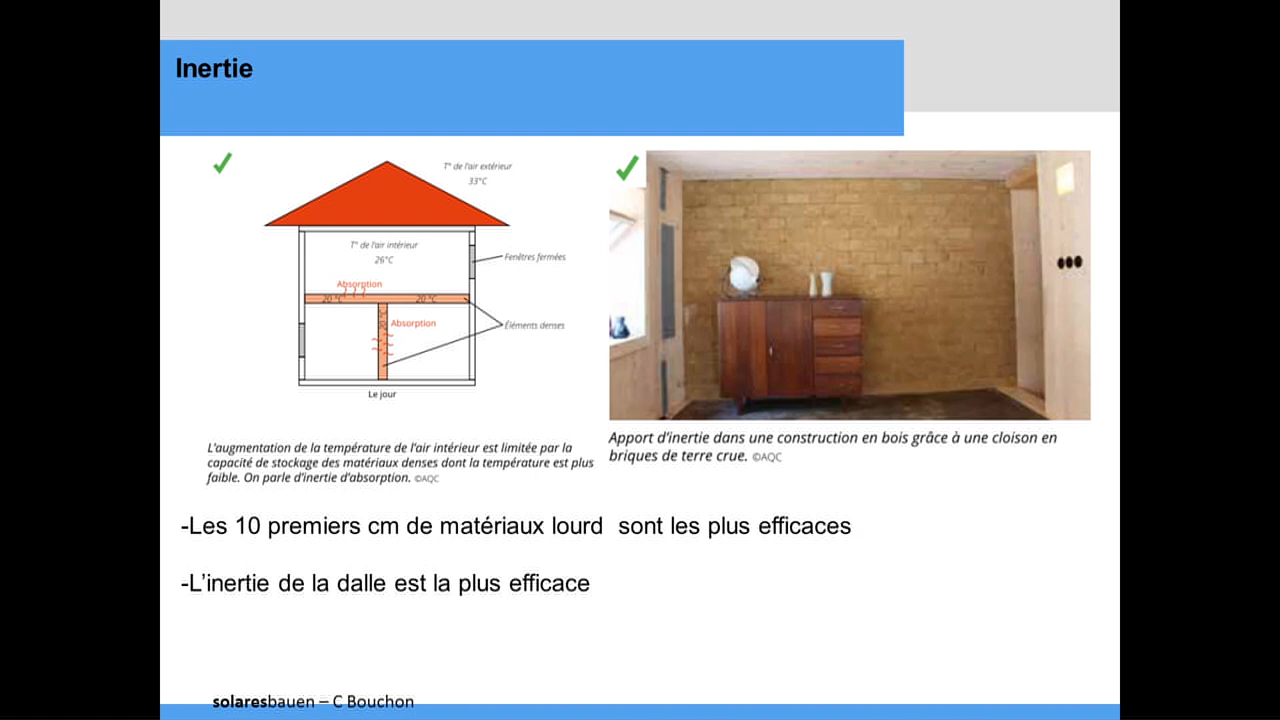 Inertie
T° de l'air extérieur
33°C
T° de l'air intérieur
26°C
Fenêtres fermées
Absorption
20 °C
20 °C
Absorption
Éléments denses
Le jour
L'augmentation de la température de l'air intérieur est limitée par la
capacité de stockage des matériaux denses dont la température est plus
faible. On parle d'inertie d'absorption. ©AQC
Apport d'inertie dans une construction en bois grâce à une cloison en
briques de terre crue. ©AQC
-Les 10 premiers cm de matériaux lourd  sont les plus efficaces
-L’inertie de la dalle est la plus efficace
solaresbauen – C Bouchon